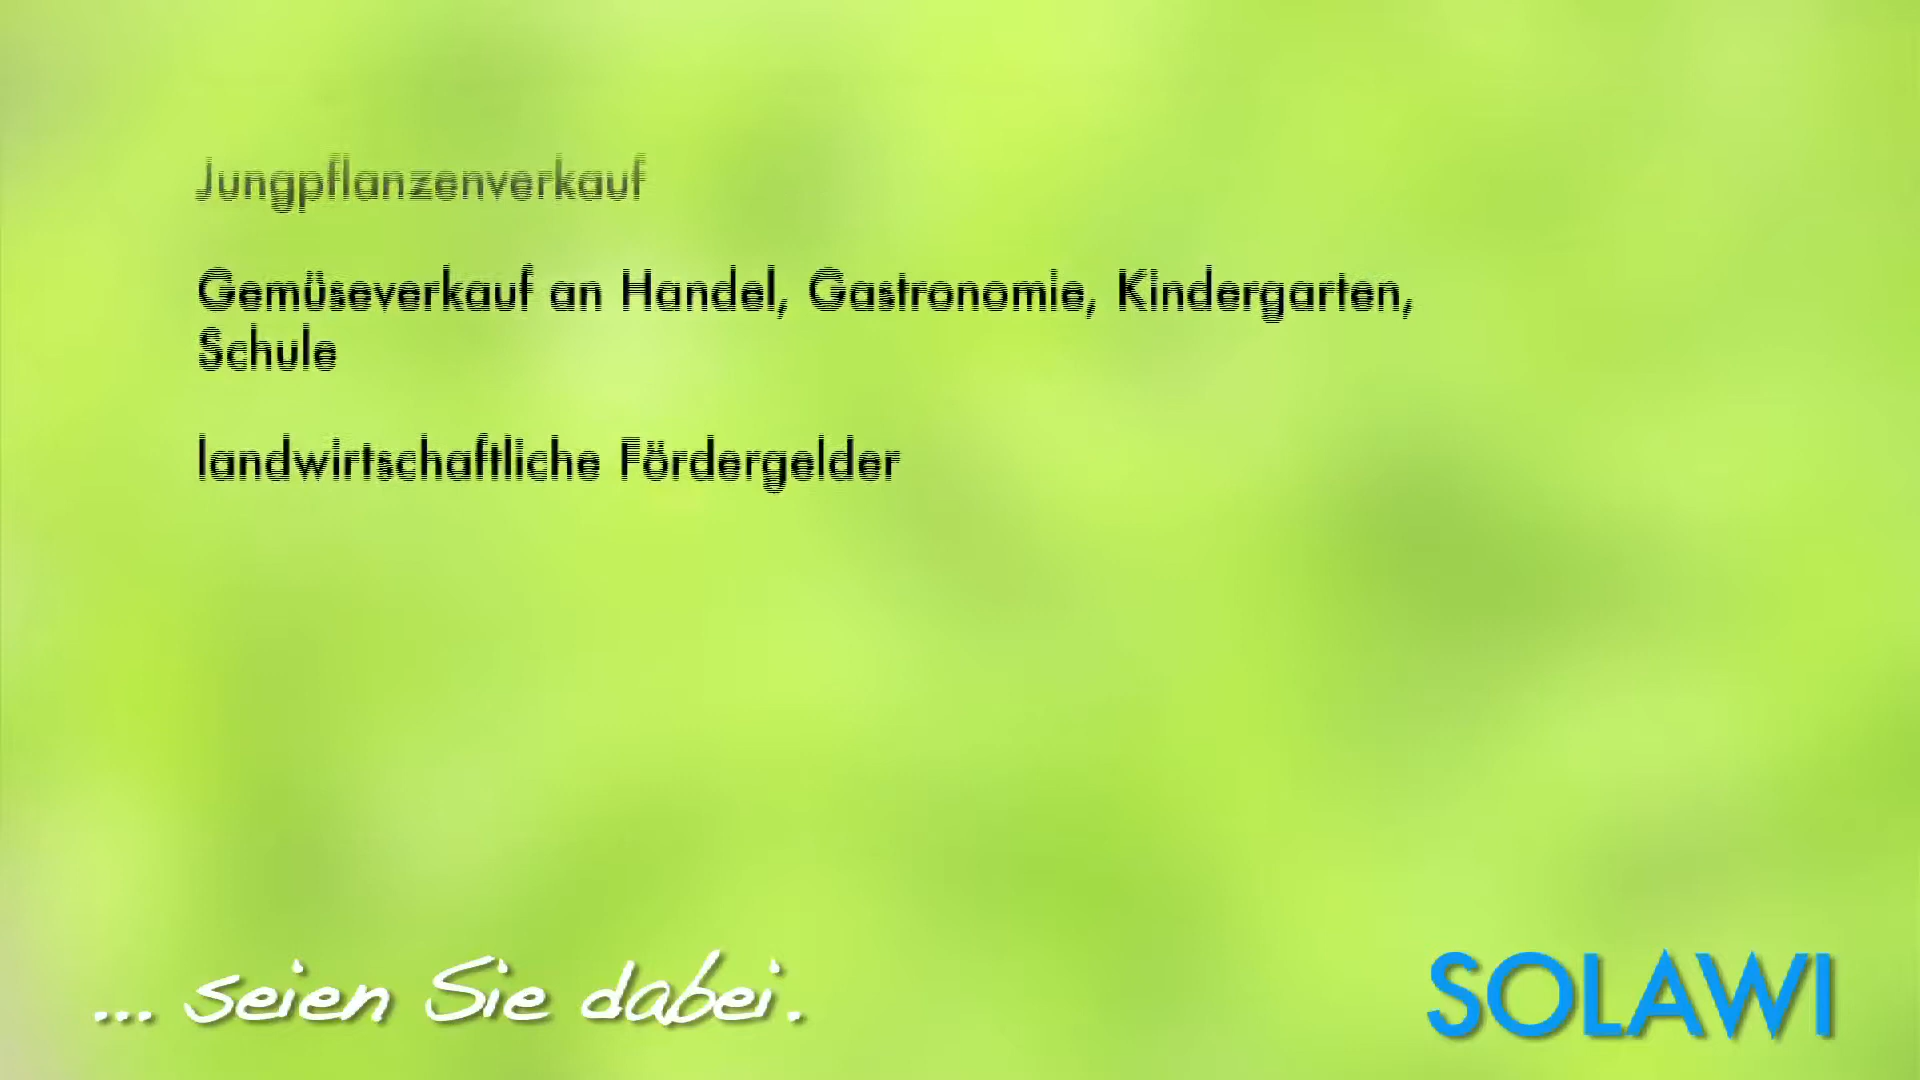 Jungpflanzenverkauf
Gemüseverkauf an Handel, Gastronomie, Kindergarten,
Schule
landwirtschaftliche Fördergelder
... seien Sie dabei.
SOLAWI